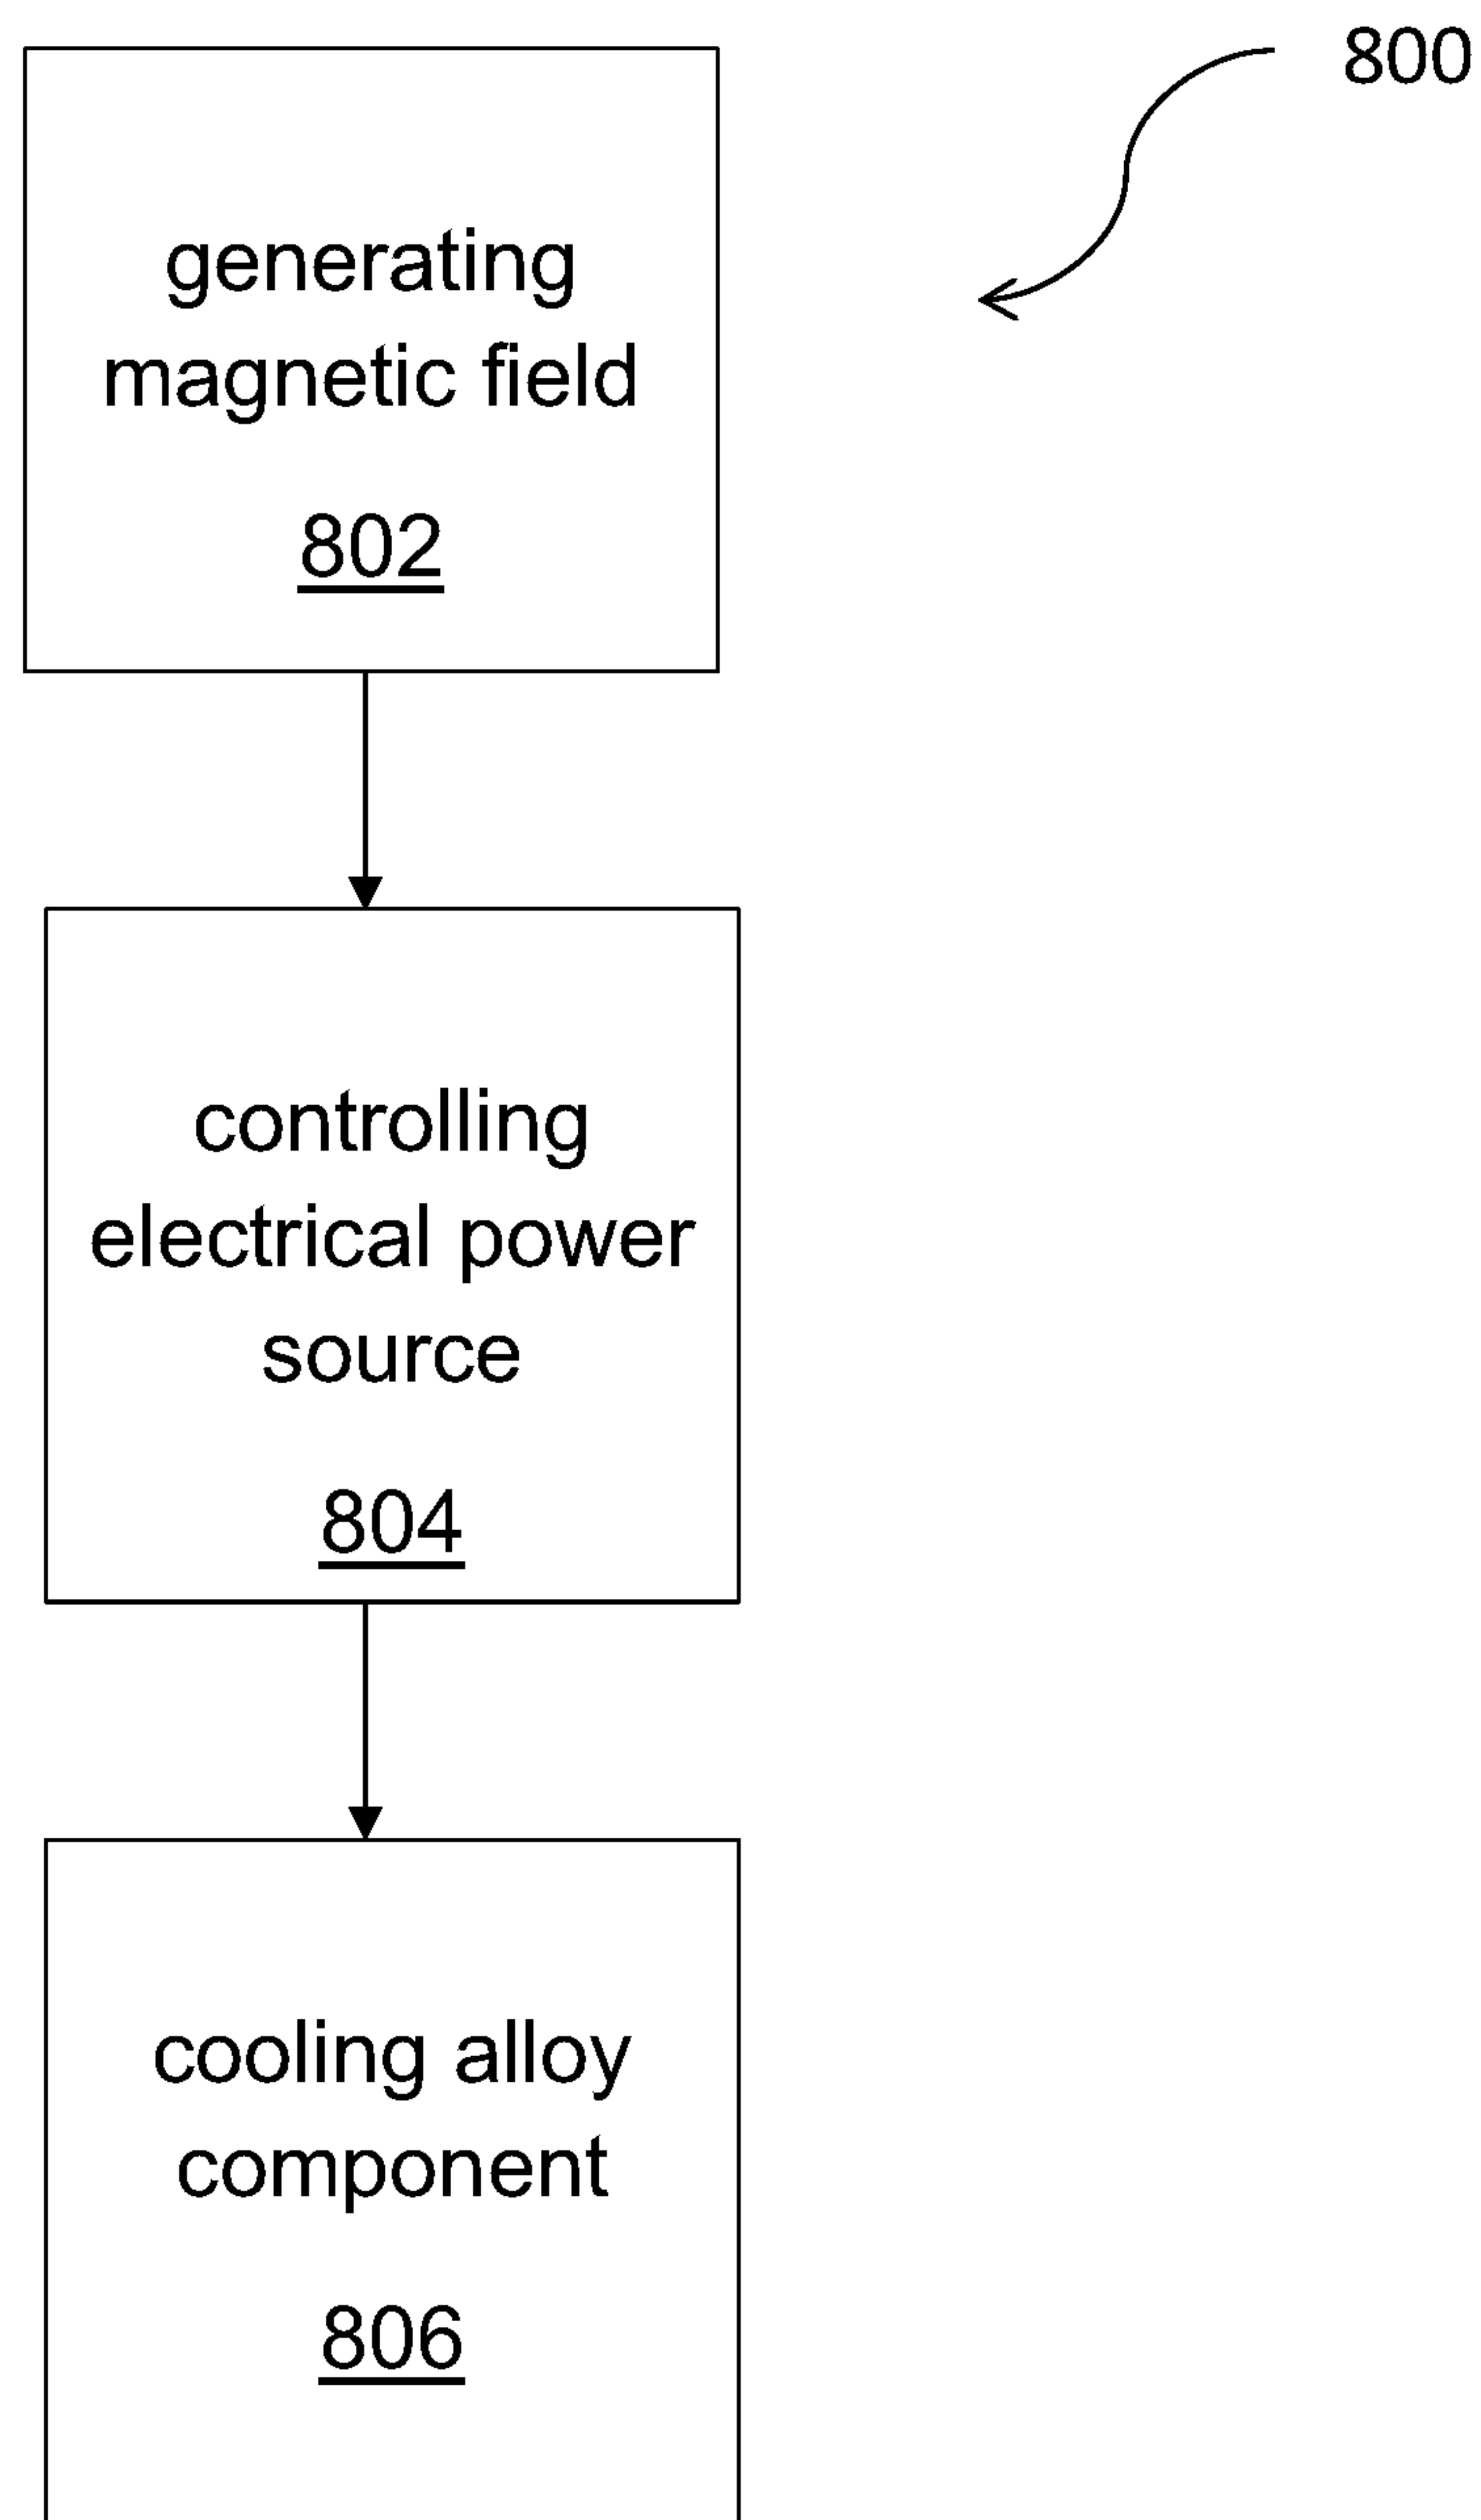 800
generating
magnetic field
802
controlling
electrical power
source
804
cooling alloy
component
806